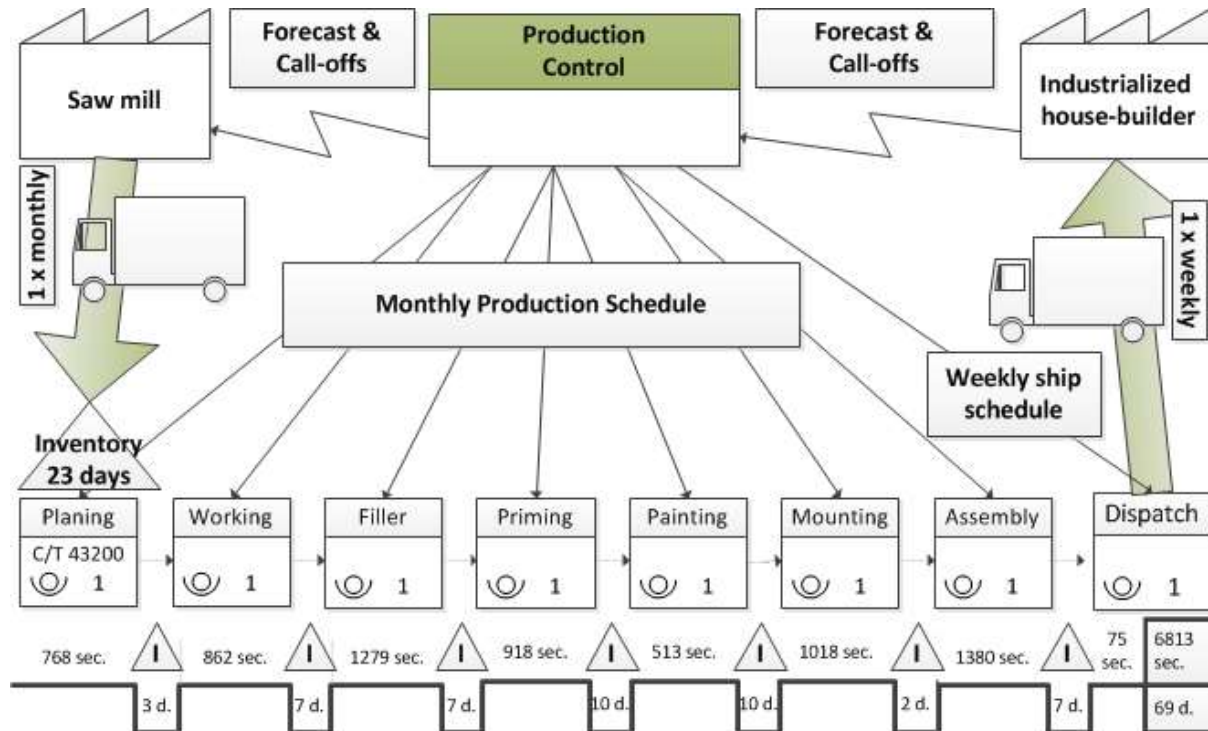 Forecast &
Call-offs
Production
Control
Forecast &
Call-offs
Saw mill
Industrialized
house-builder
1 x monthly
1 x weekly
Monthly Production Schedule
Weekly ship
schedule
Inventory
23 days
Planing
Working
Filler
Priming
Painting
Mounting
Assembly
Dispatch
C/T 43200
1
1
1
1
1
1
1
1
768 sec.
I
862 sec.
I
1279 sec.
I
918 sec.
I
513 sec.
I
1018 sec.
I
1380 sec.
I
75
sec.
6813
sec.
3 d.
7 d.
7 d.
10 d.
10 d.
2 d.
7 d.
69 d.